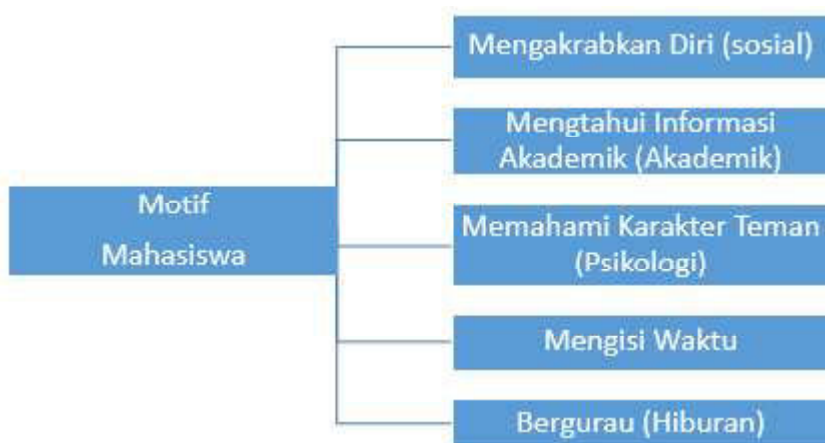 Motif
Mahasiswa
Mengakrabkan Diri (sosial)
Mengtahui Informasi
Akademik (Akademik)
Memahami Karakter Teman
(Psikologi)
Mengisi Waktu
Bergurau (Hiburan)